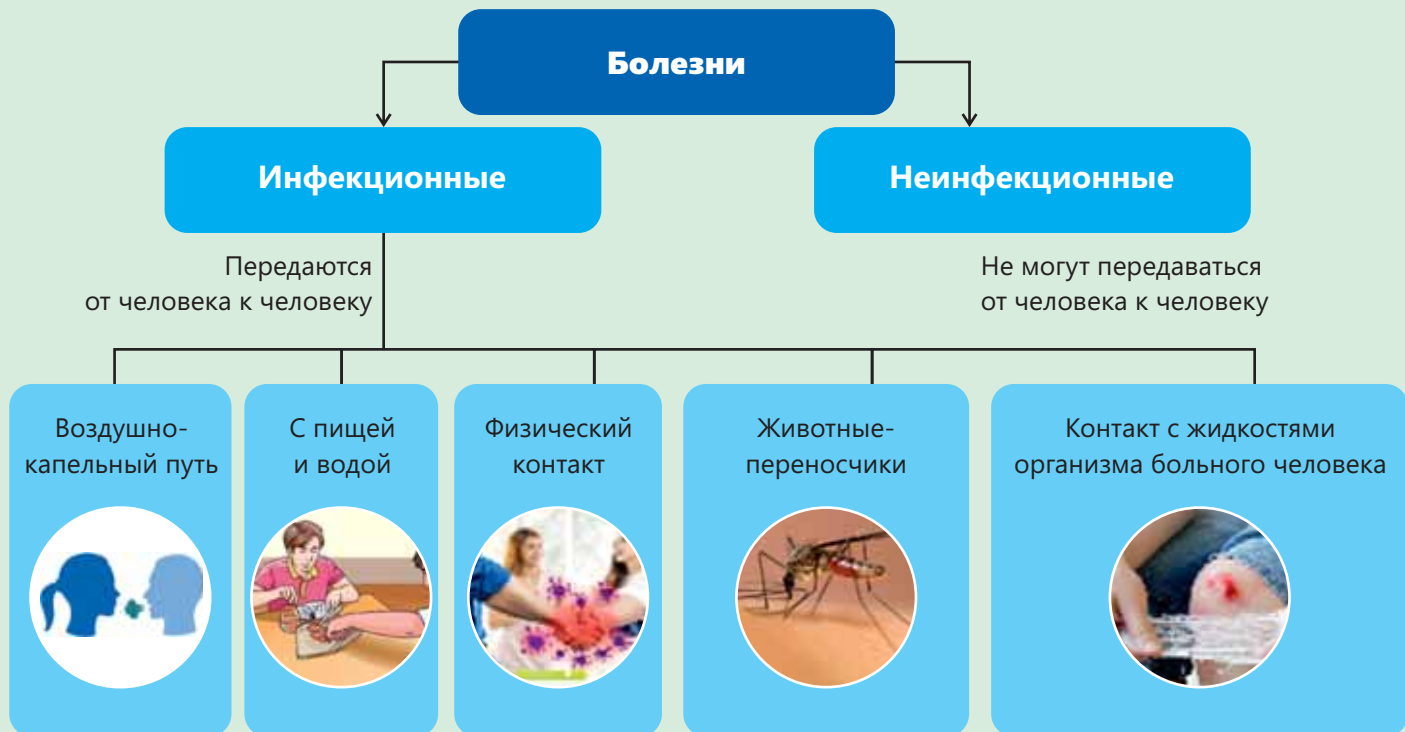 Болезни
Инфекционные
Неинфекционные
Передаются
от человека к человеку
Не могут передаваться
от человека к человеку
Воздушно-
капельный путь
С пищей
и водой
Физический
контакт
Животные-
переносчики
Контакт с жидкостями
организма больного человека